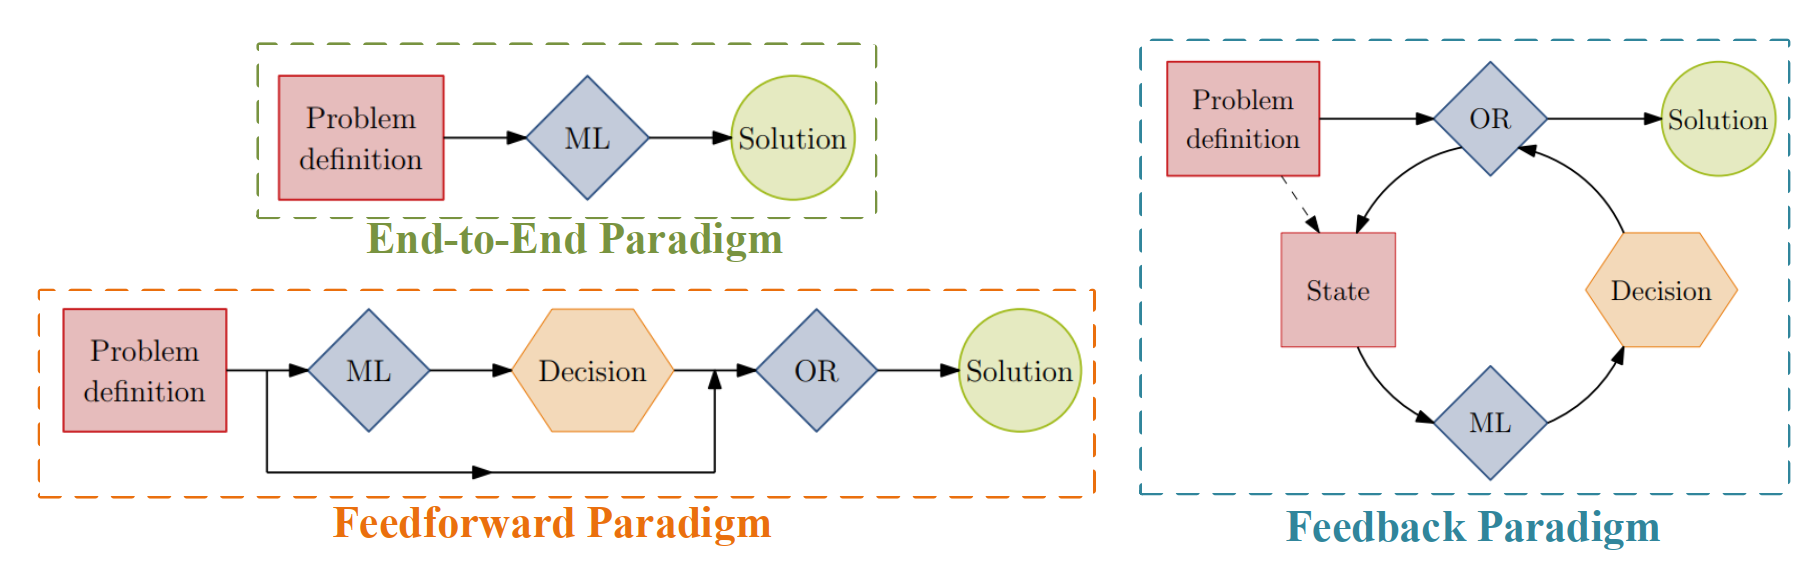 Problem
definition
ML
Solution
End-to-End Paradigm
Problem
definition
ML
Decision
OR
Solution
Feedforward Paradigm
Problem
definition
OR
Solution
State
Decision
ML
Feedback Paradigm